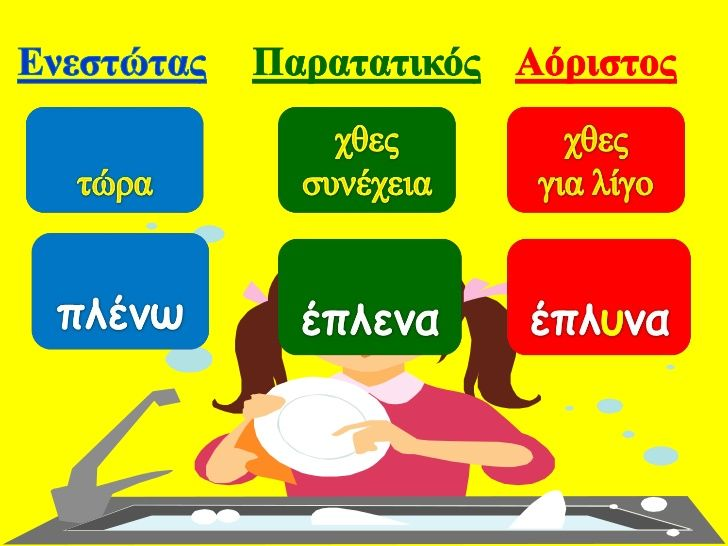 Ενεστώτας Παρατατικός Αόριστος
τώρα
χθες
συνέχεια
χθες
για λίγο
πλένω έπλενα έπλυνα